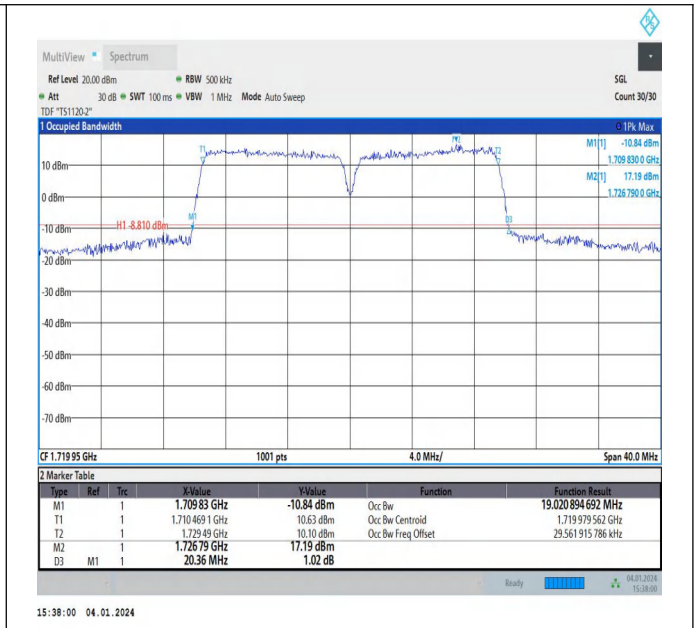 R S
MultiView Spectrum
Ref Level 20.00 dBm RBW 500 kHz SGL
Att 30 dB SWT 100 ms VBW 1 MHz Mode Auto Sweep Count 30/30
TDF "TS1120-2"
1 Occupied Bandwidth 1Pk Max
M1[1] -10.84 dBm
1.709 830 0 GHz
M2[1] 17.19 dBm
1.726 790 0 GHz
T1 M2 T2
10 dBm
0 dBm
M1 D3
H1 -8.810 dBm
-10 dBm
-20 dBm
-30 dBm
-40 dBm
-50 dBm
-60 dBm
-70 dBm
CF 1.719 95 GHz 1001 pts 4.0 MHz/ Span 40.0 MHz
2 Marker Table
Type Ref Trc X-Value Y-Value Function Function Result
M1 1 1.709 83 GHz -10.84 dBm Occ Bw 19.020 894 692 MHz
T1 1 1.710 469 1 GHz 10.63 dBm Occ Bw Centroid 1.719 979 562 GHz
T2 1 1.729 49 GHz 10.10 dBm Occ Bw Freq Offset 29.561 915 786 kHz
M2 1 1.726 79 GHz 17.19 dBm
D3 M1 1 20.36 MHz 1.02 dB
Ready 04.01.2024
15:38:00
15:38:00 04.01.2024